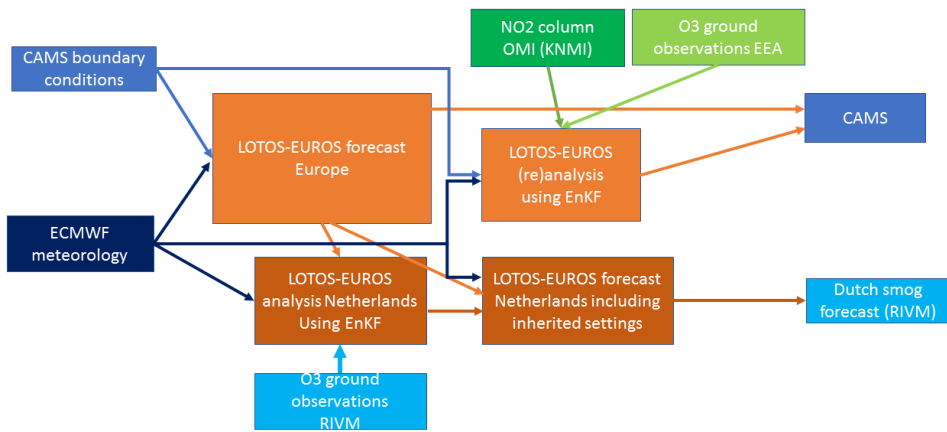 NO2 column
OMI (KNMI)
O3 ground
observations EEA
CAMS boundary
conditions
CAMS
LOTOS-EUROS forecast
Europe
LOTOS-EUROS
(re)analysis
using EnKF
ECMWF
meteorology
LOTOS-EUROS
analysis Netherlands
Using EnKF
LOTOS-EUROS forecast
Netherlands including
inherited settings
Dutch smog
forecast (RIVM)
O3 ground
observations
RIVM